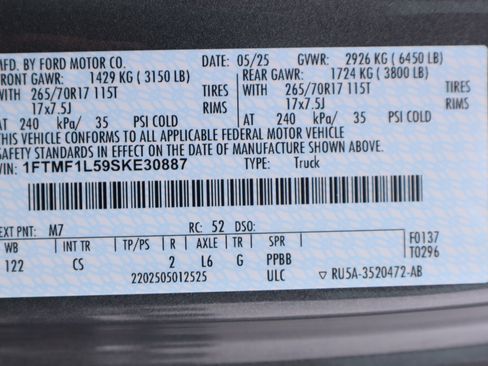 MFD. BY FORD MOTOR CO. DATE: 05/25 GVWR: 2926 KG ( 6450 LB)
FRONT GAWR: 1429 KG ( 3150 LB) REAR GAWR: 1724 KG ( 3800 LB)
WITH 265/70R17 115T TIRES WITH 265/70R17 115T TIRES
17x7.5J RIMS 17x7.5J RIMS
AT 240 kPa/ 35 PSI COLD AT 240 kPa/ 35 PSI COLD
THIS VEHICLE CONFORMS TO ALL APPLICABLE FEDERAL MOTOR VEHICLE
SAFETY STANDARDS IN EFFECT ON THE DATE OF MANUFACTURE SHOWN ABOVE.
VIN: 1FTMF1L59SKE30887 TYPE: Truck
EXT PNT: M7 RC: 52 DSO: F0137
WB INT TR TP/PS R AXLE TR SPR T0296
122 CS 2 L6 G PPBB
2202505012525 ULC RU5A-3520472-AB